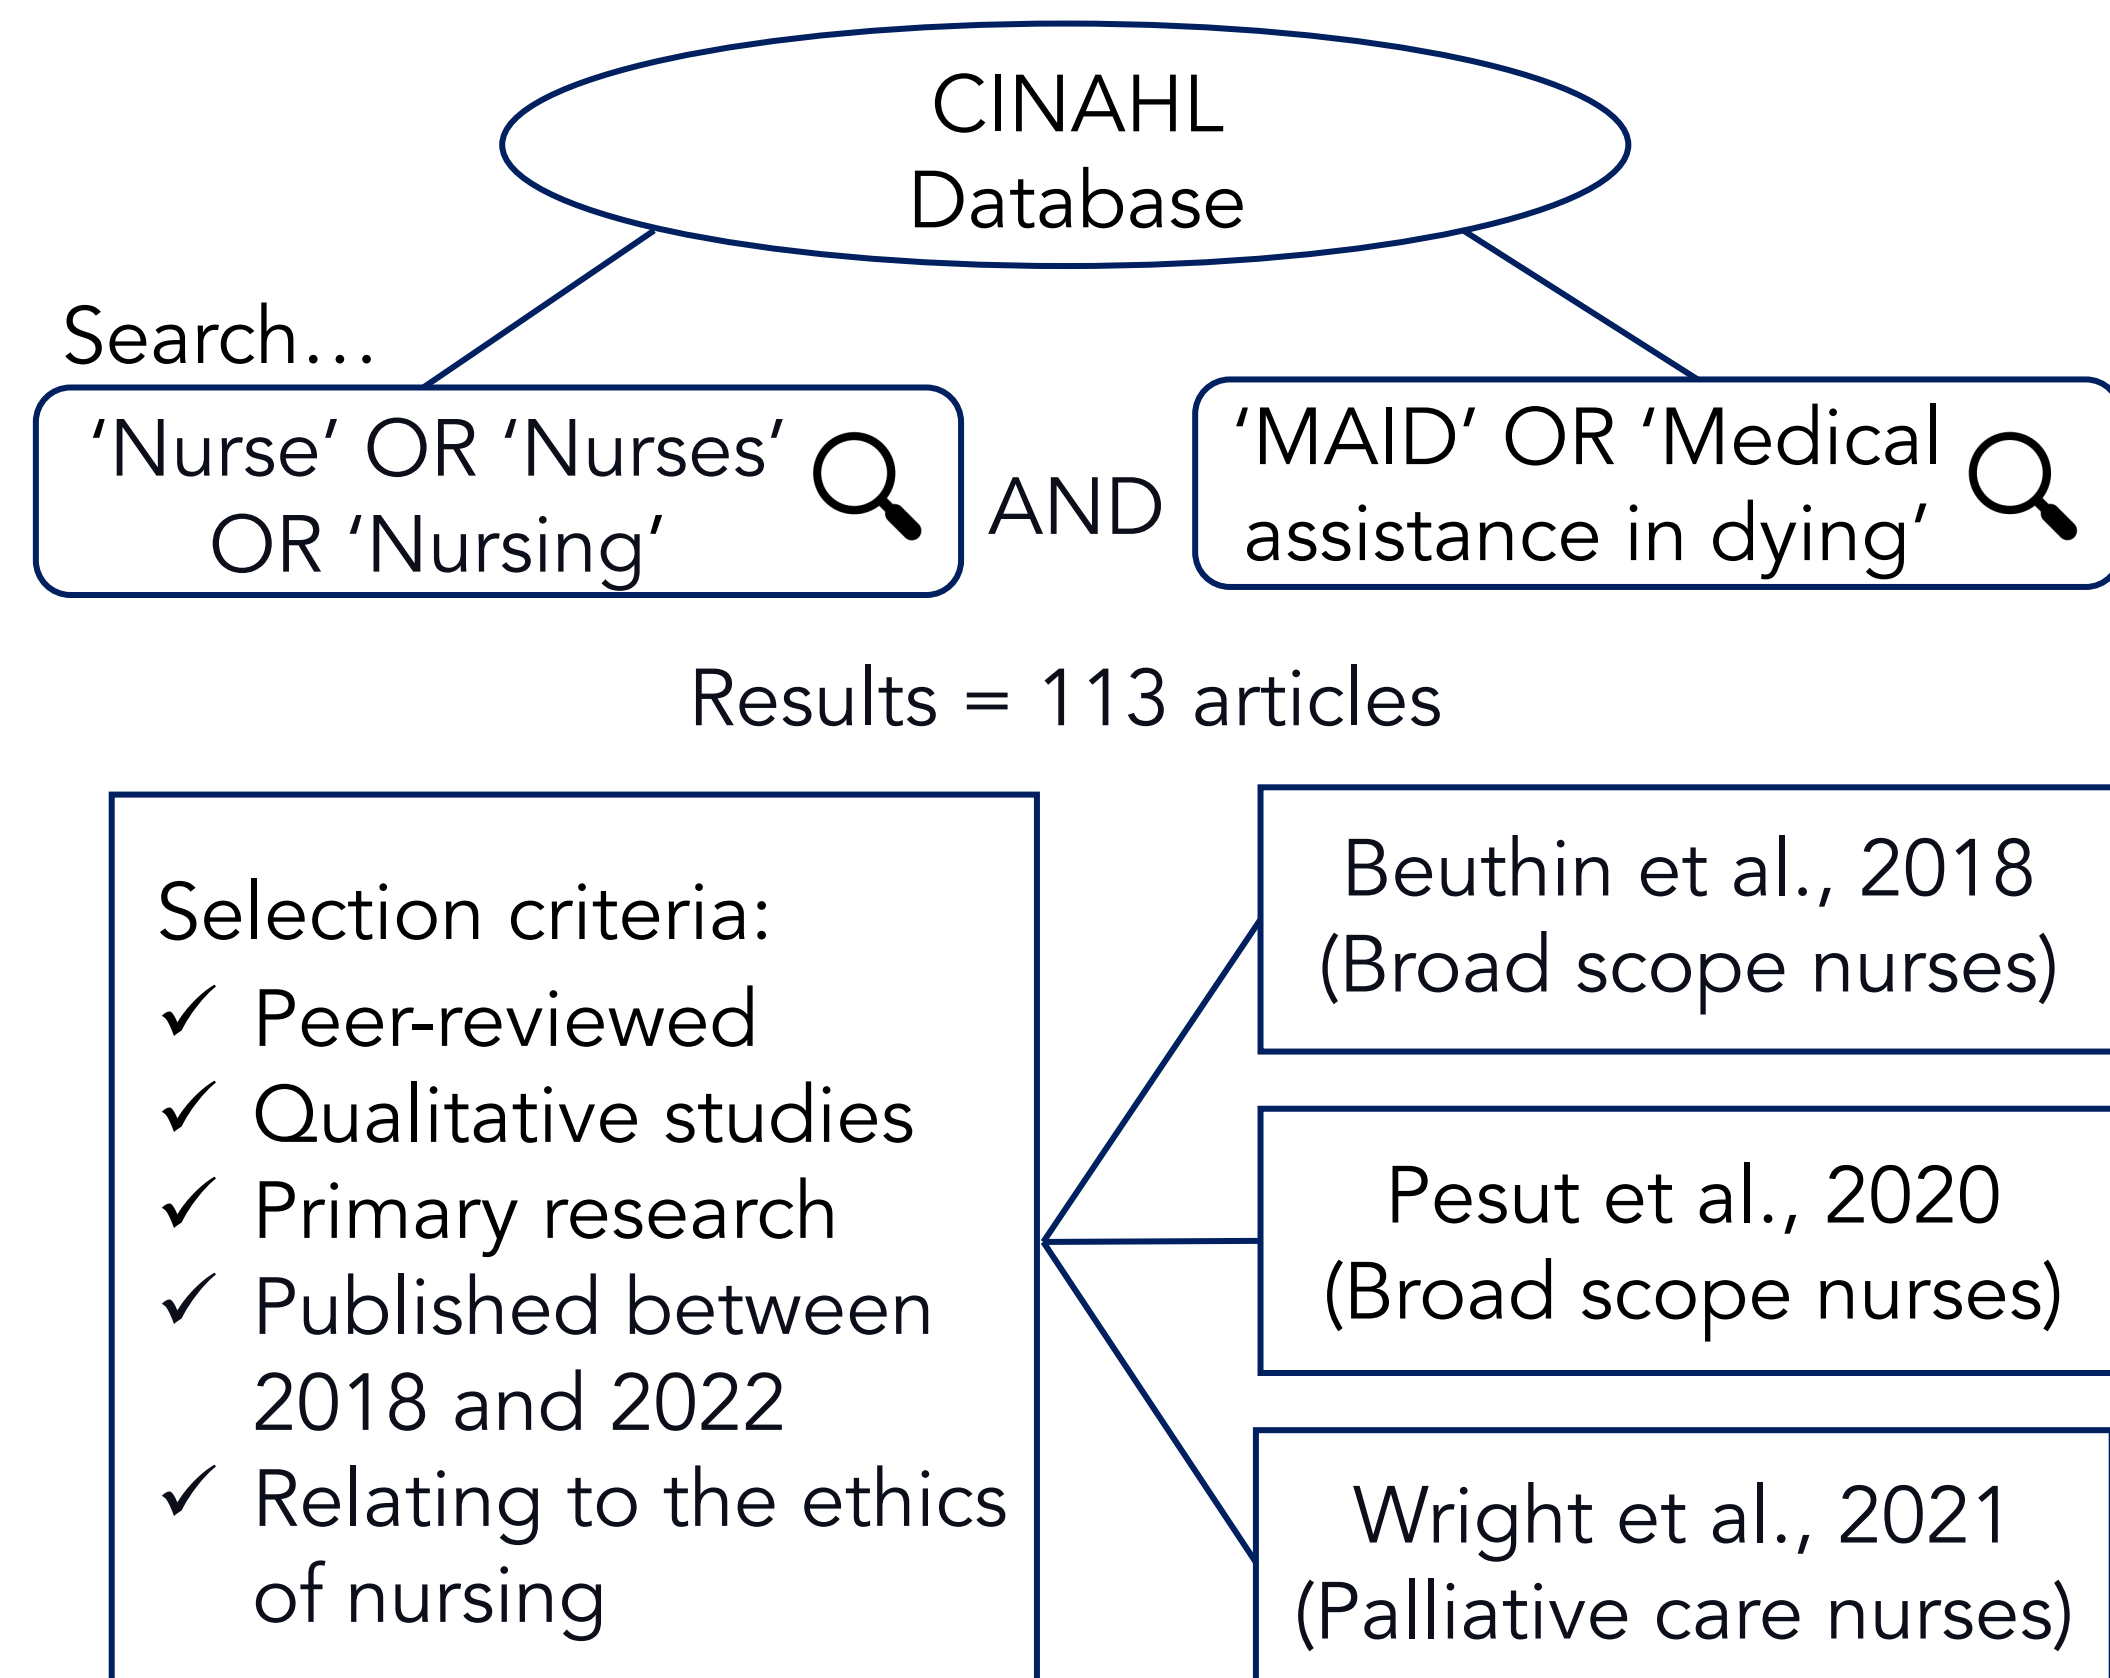 CINAHL
Database
Search…
‘Nurse’ OR ‘Nurses’
OR ‘Nursing’
AND
‘MAID’ OR ‘Medical
assistance in dying’
Results = 113 articles
Selection criteria:
✓ Peer-reviewed
✓ Qualitative studies
✓ Primary research
✓ Published between
2018 and 2022
✓ Relating to the ethics
of nursing
Beuthin et al., 2018
(Broad scope nurses)
Pesut et al., 2020
(Broad scope nurses)
Wright et al., 2021
(Palliative care nurses)